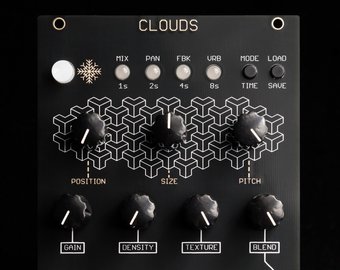 CLOUDS
MIX PAN FBK VRB MODE LOAD
1s 2s 4s 8s TIME SAVE
POSITION SIZE PITCH
GAIN DENSITY TEXTURE BLEND